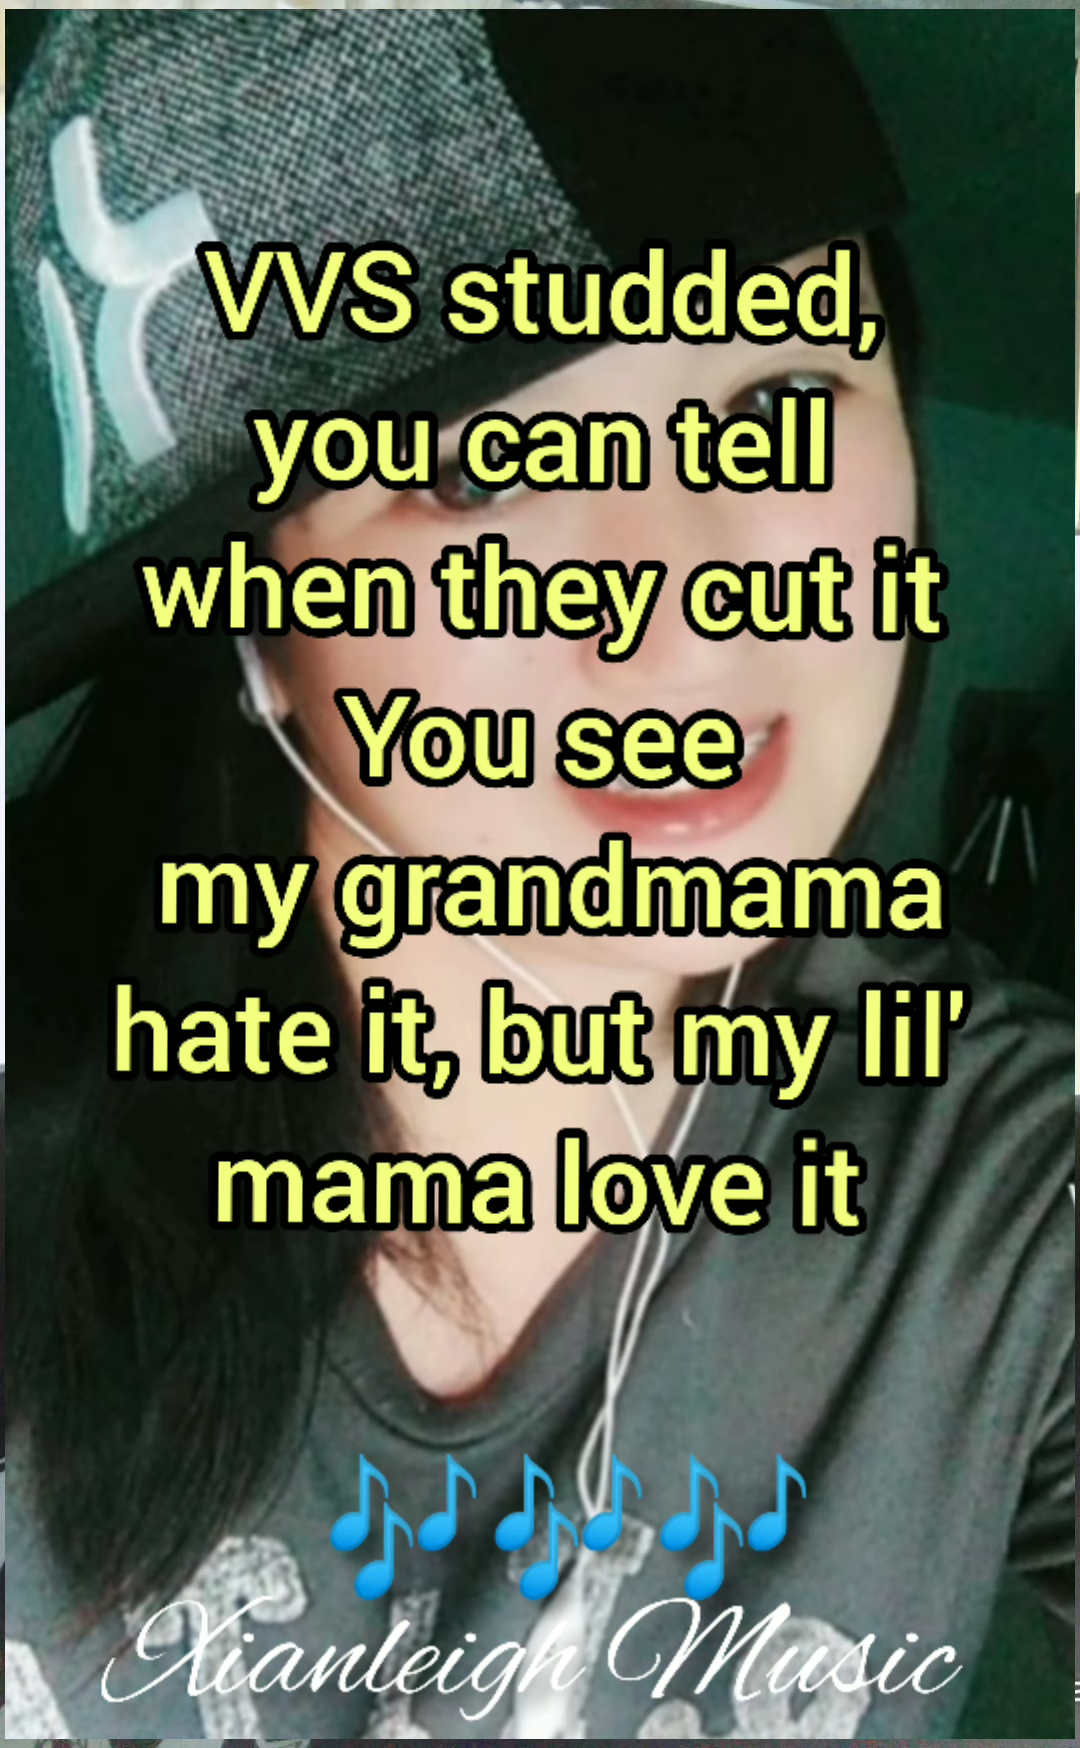 VVS studded,
you can tell
when they cut it
You see
my grandmama
hate it, but my lil'
mama love it
Xianleigh Music